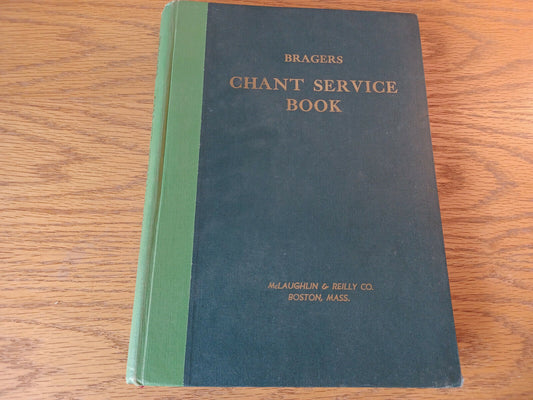 BRAGERS
CHANT SERVICE
BOOK
McLAUGHLIN & REILLY CO.
BOSTON, MASS.